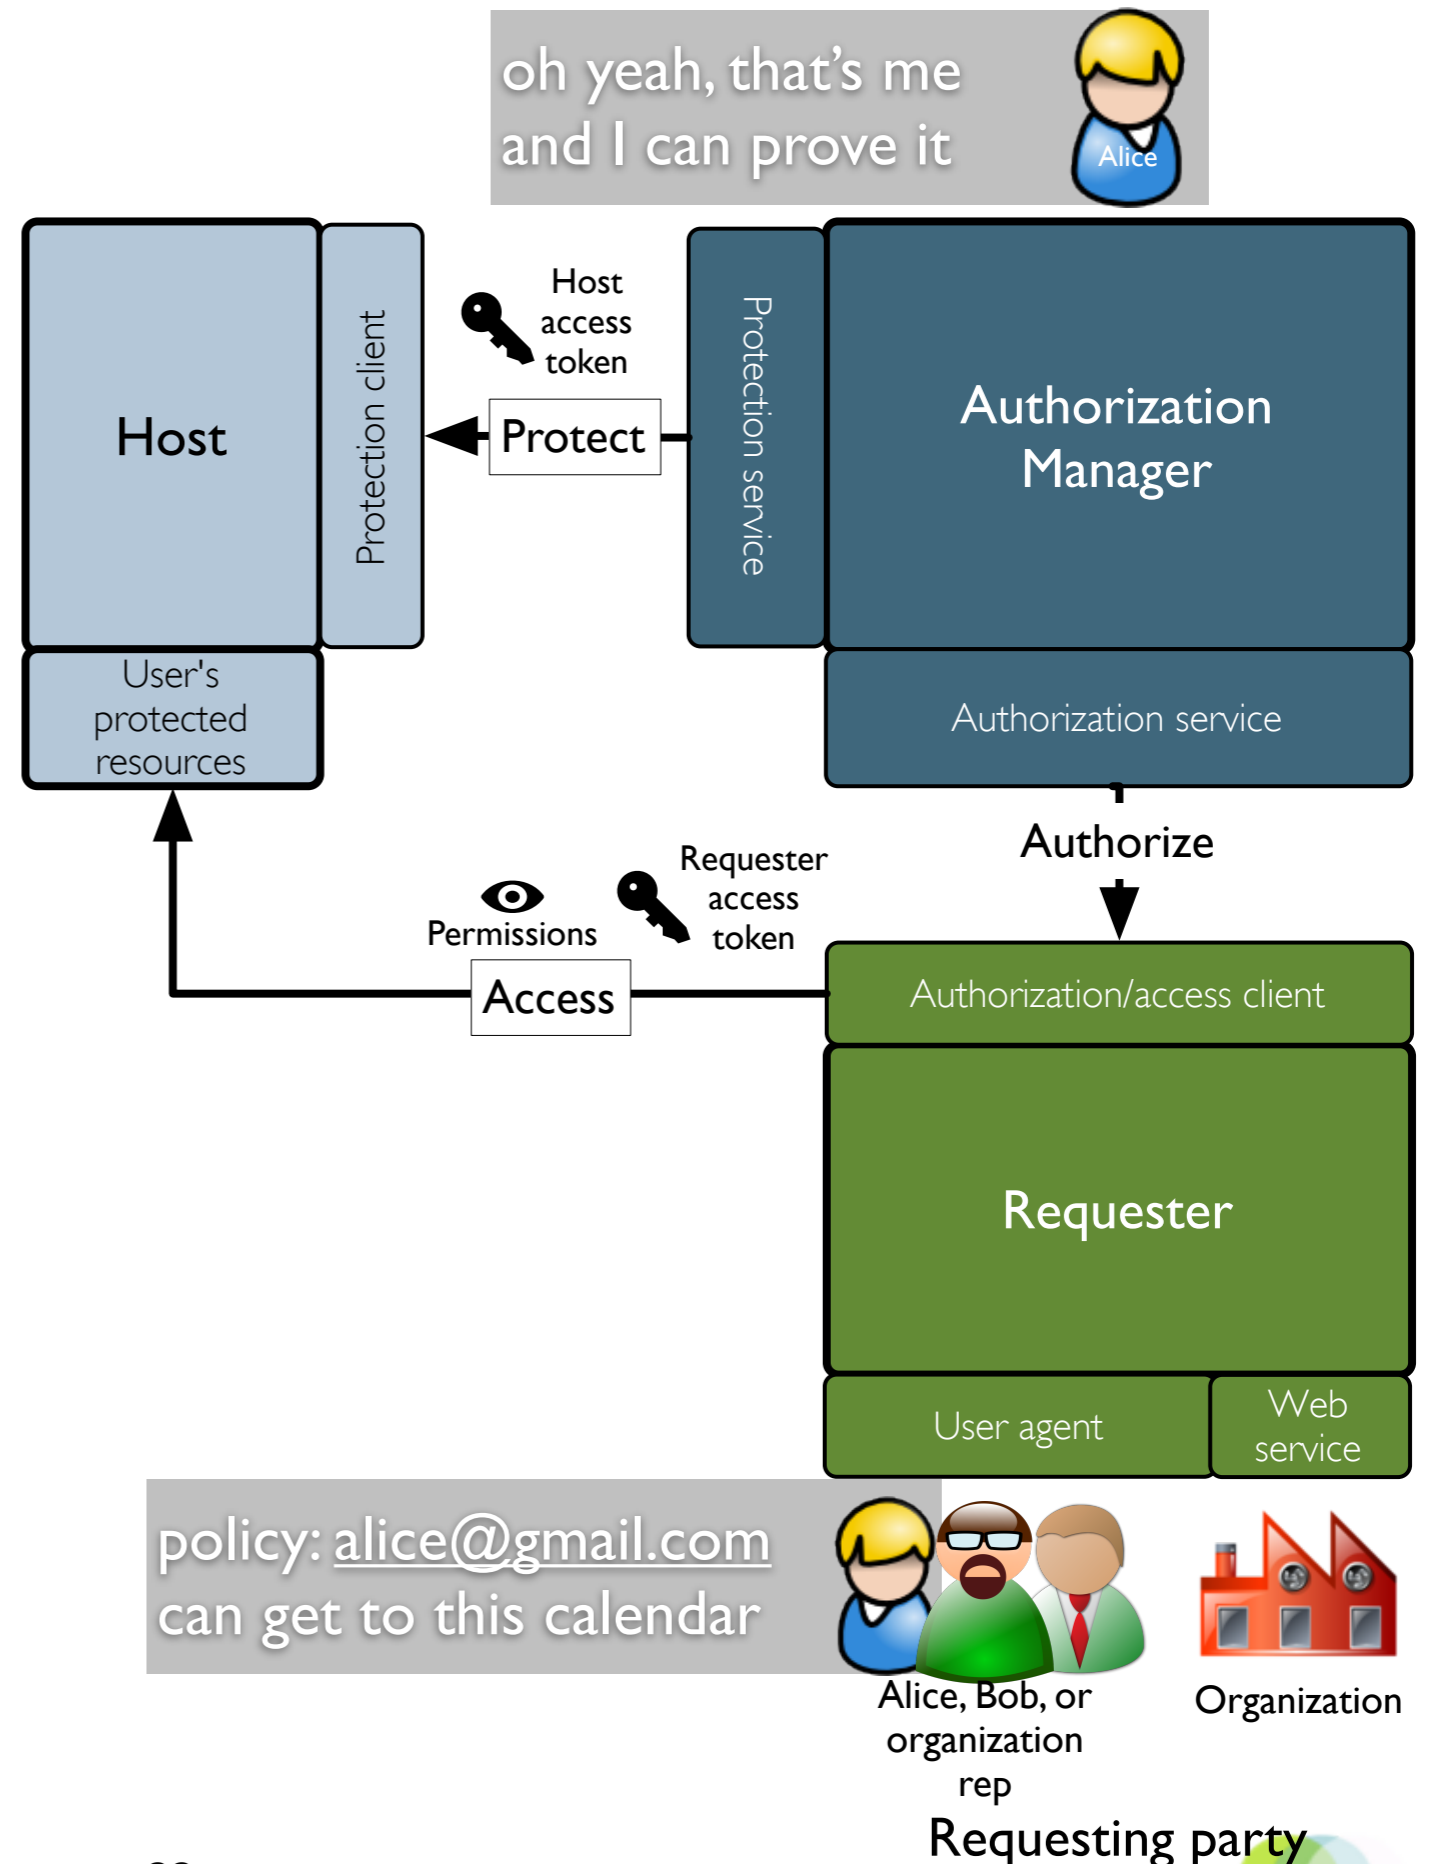 oh yeah, that's me
and I can prove it
Alice
Host
access
token
Host
Protection client
Protect
Protection service
Authorization
Manager
User's
protected
resources
Authorization service
Authorize
Requester
access
token
Permissions
Access
Authorization/access client
Requester
User agent
Web
service
policy: alice@gmail.com
can get to this calendar
Alice, Bob, or
organization
rep
Organization
Requesting party